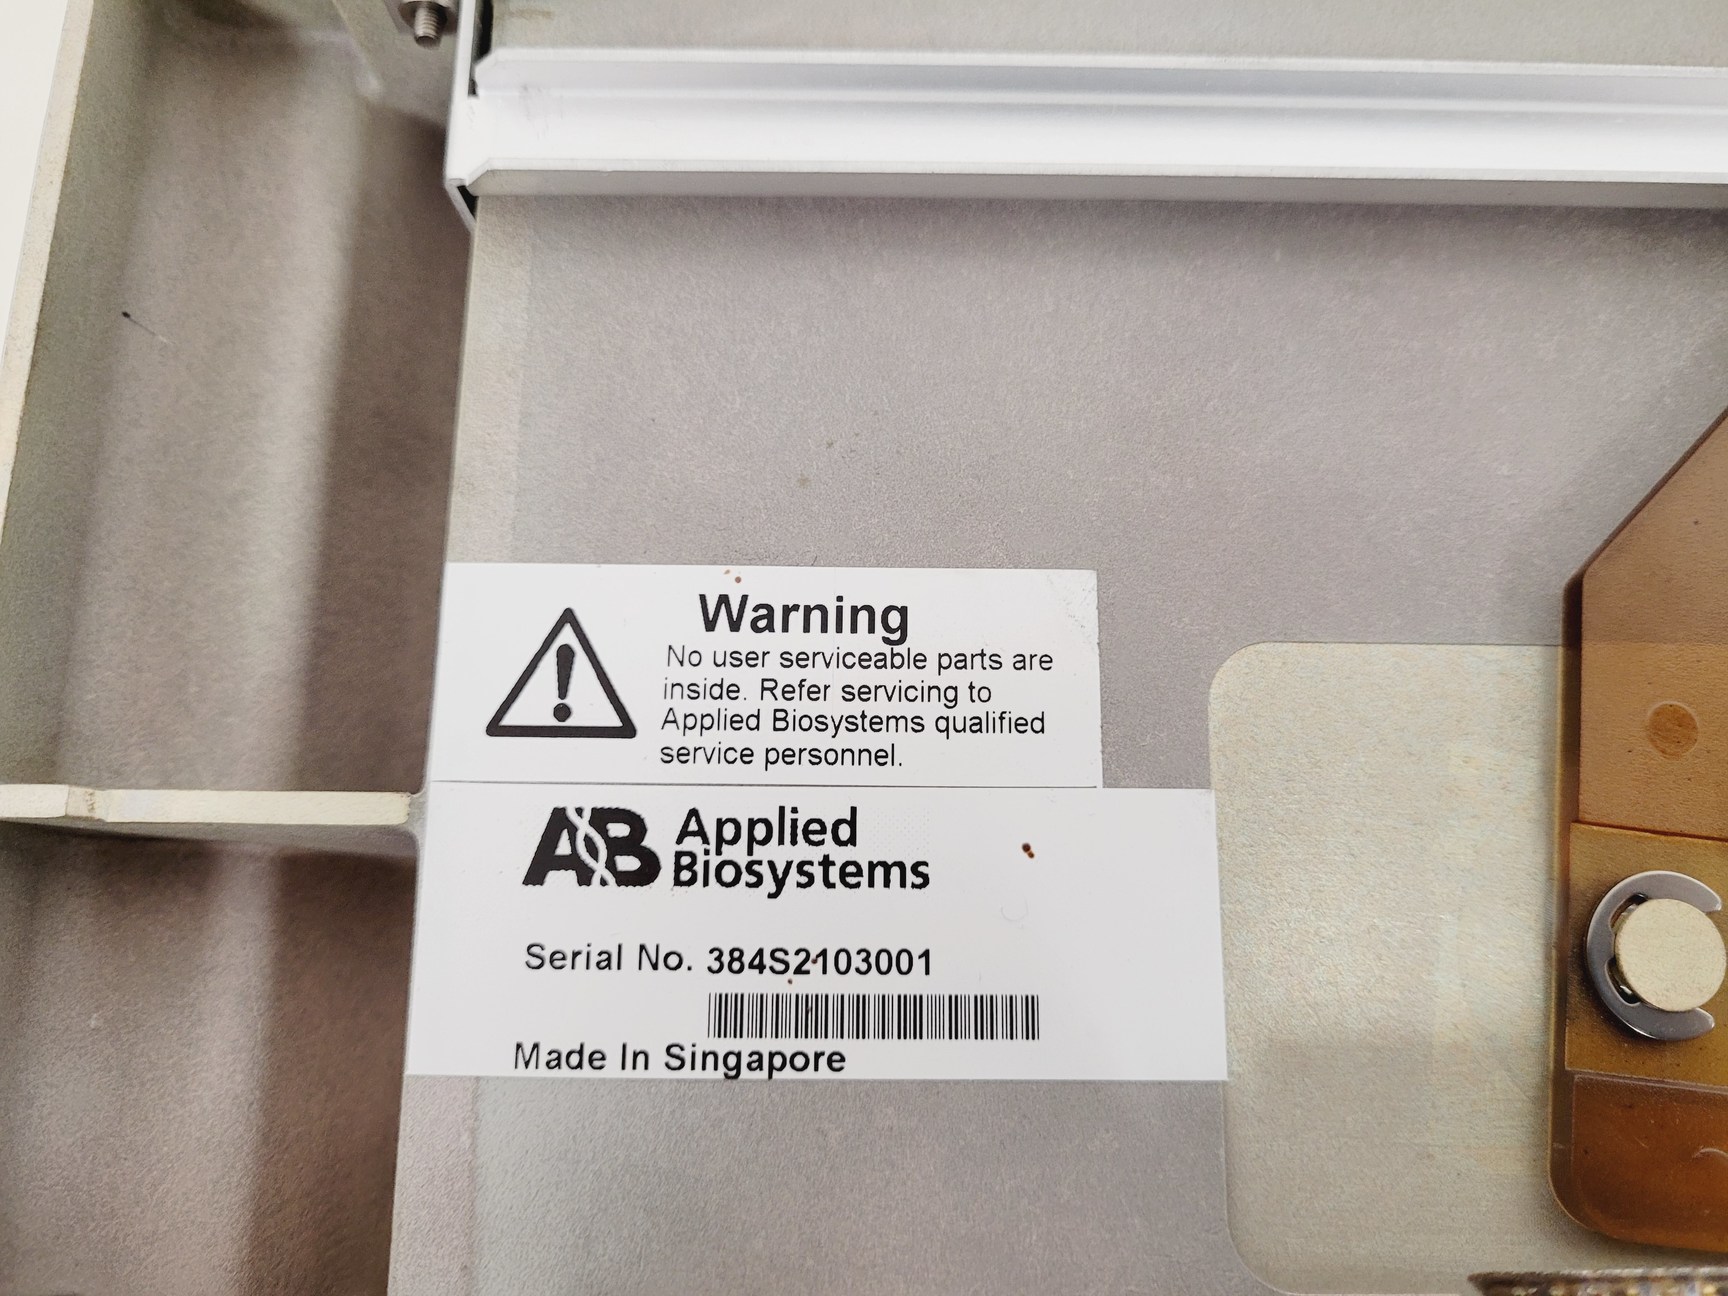 Warning
No user serviceable parts are
inside. Refer servicing to
Applied Biosystems qualified
service personnel.
AB Applied
Biosystems
Serial No. 384S2103001
Made In Singapore